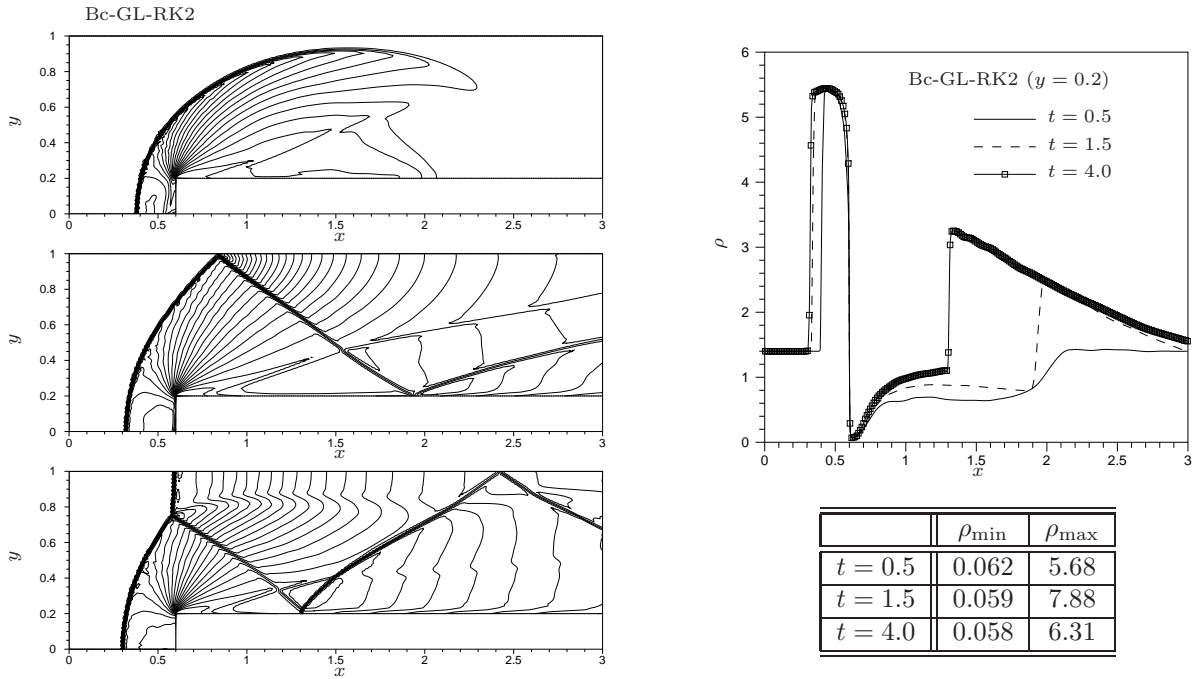 Bc-GL-RK2
1
0.8
0.6
0.4
0.2
0
y
0 0.5 1 1.5 2 2.5 3
x
1
0.8
0.6
0.4
0.2
0
y
0 0.5 1 1.5 2 2.5 3
x
1
0.8
0.6
0.4
0.2
0
y
0 0.5 1 1.5 2 2.5 3
x
6
5
4
3
2
1
0
ρ
Bc-GL-RK2 (y = 0.2)
t = 0.5
t = 1.5
t = 4.0
0 0.5 1 1.5 2 2.5 3
x
ρmin ρmax
t = 0.5 0.062 5.68
t = 1.5 0.059 7.88
t = 4.0 0.058 6.31